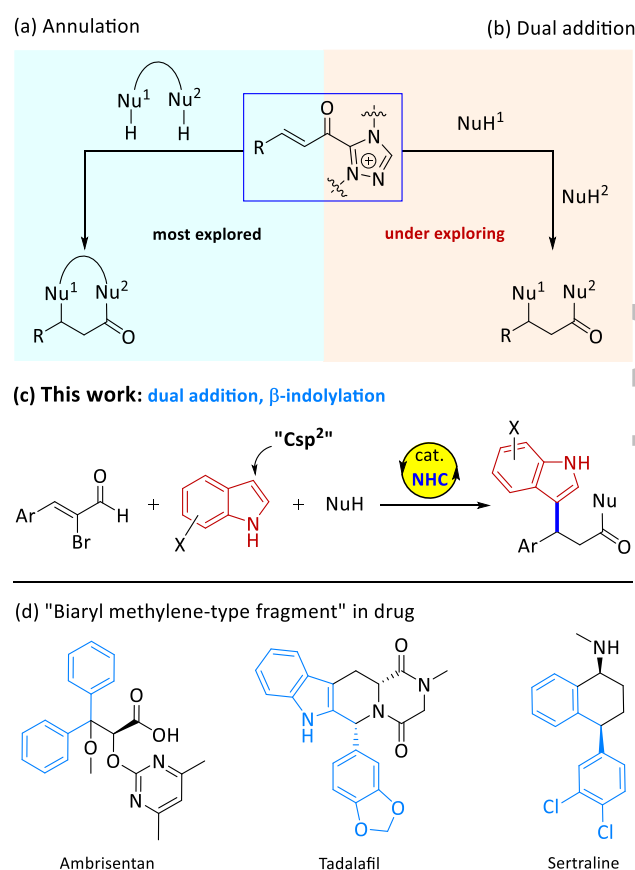 (a) Annulation
(b) Dual addition
Nu1 Nu2
H H
O
R
N
N
N
+
NuH1
NuH2
most explored
under exploring
Nu1 Nu2
R
O
Nu1 Nu2
R
O
(c) This work: dual addition, β-indolylation
"Csp2"
Ar
O
H
Br
+
X
N
H
+
NuH
cat.
NHC
X
NH
Nu
Ar
O
(d) "Biaryl methylene-type fragment" in drug
O
OH
O
O
N
N
Ambrisentan
O
N
N
N
H
O
O
O
Tadalafil
NH
Cl
Cl
Sertraline